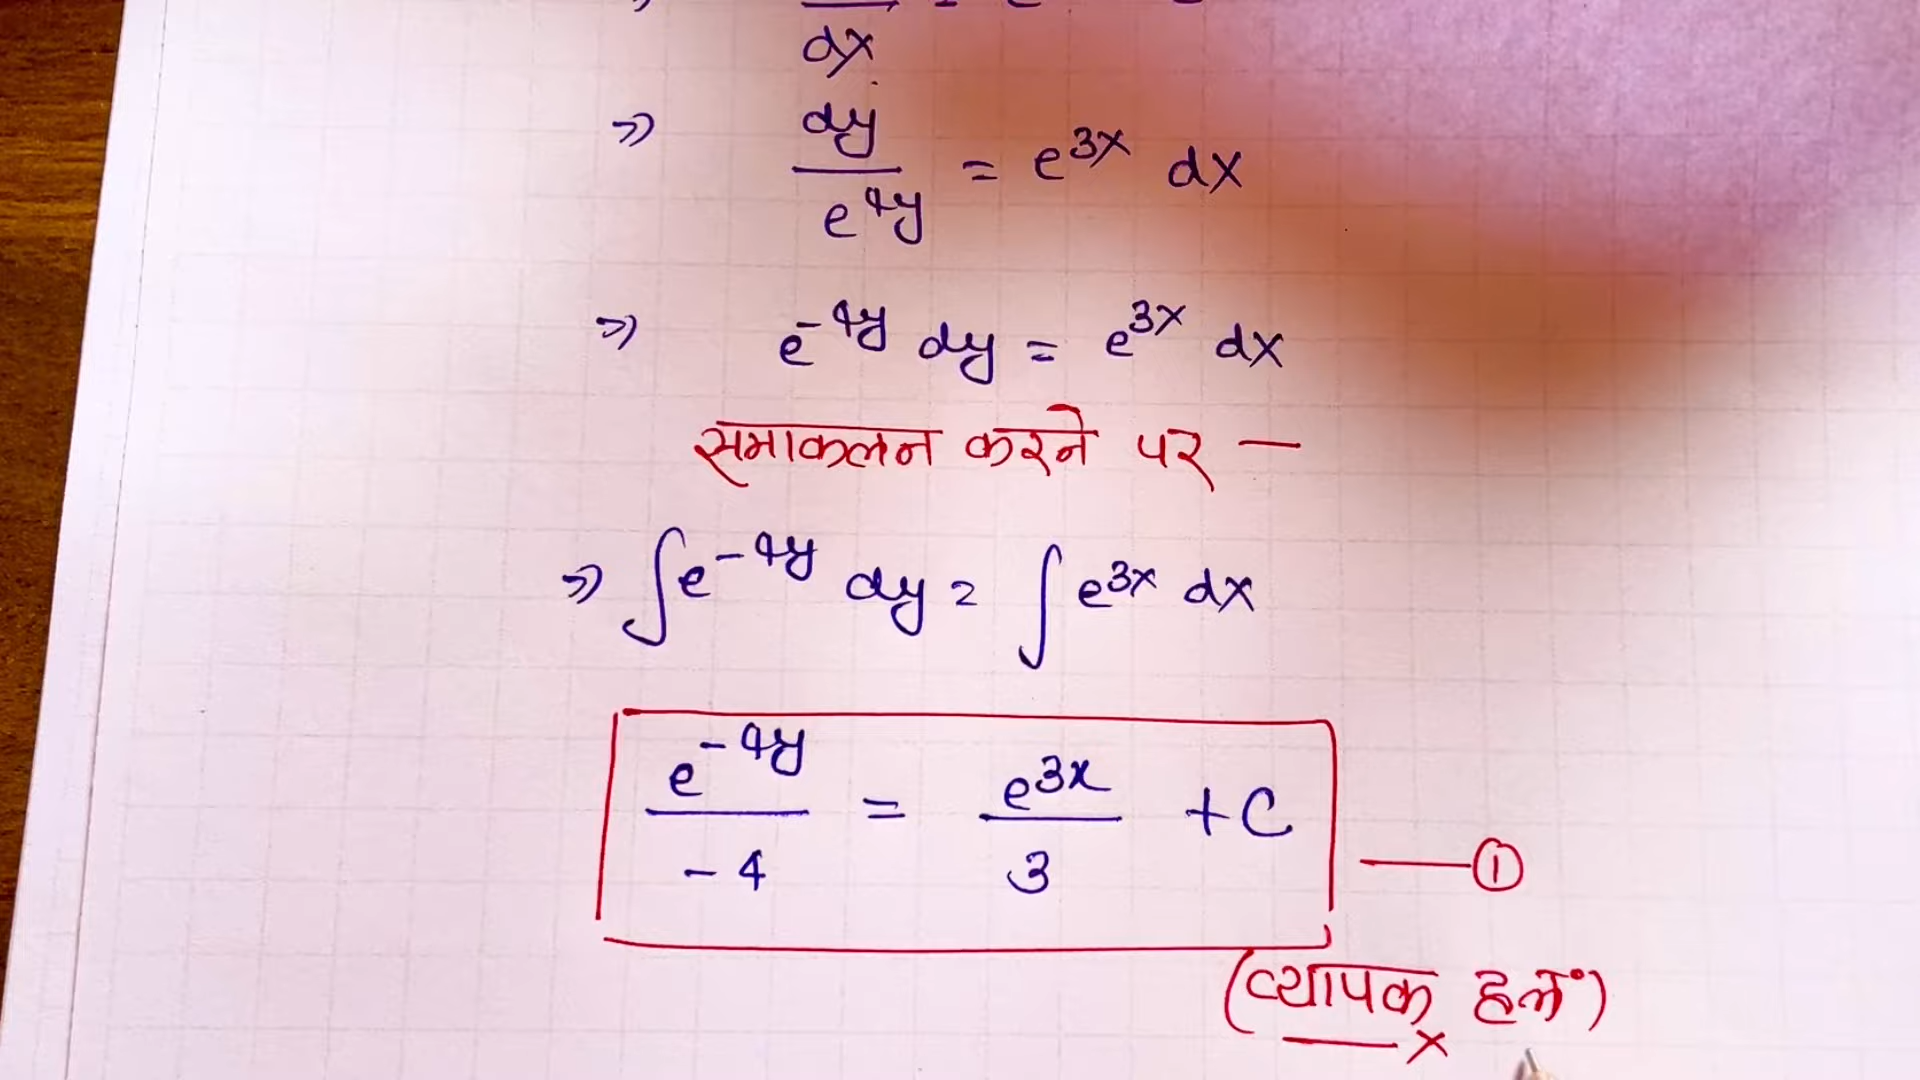 dx
⇒ dy/e^4y = e^3x dx
⇒ e^-4y dy = e^3x dx
समाकलन करने पर —
⇒ ∫e^-4y dy = ∫e^3x dx
e^-4y/-4 = e^3x/3 + C —①
(व्यापक हल)
—x